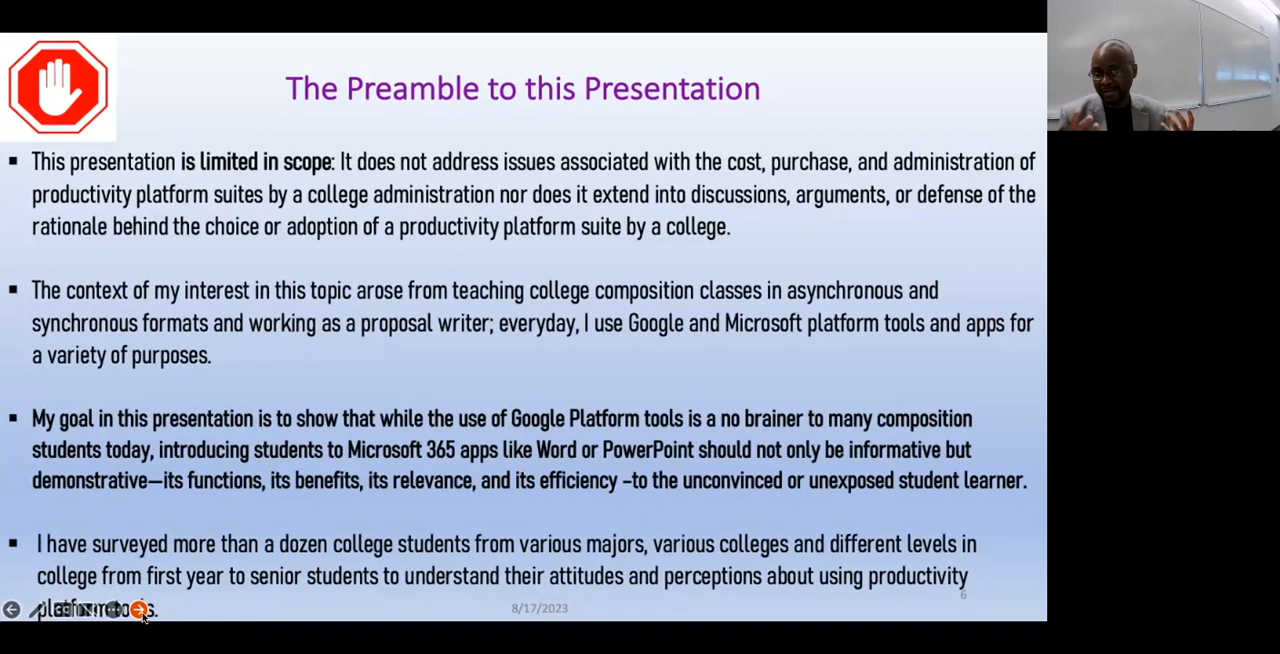 The Preamble to this Presentation
▪ This presentation is limited in scope: It does not address issues associated with the cost, purchase, and administration of
productivity platform suites by a college administration nor does it extend into discussions, arguments, or defense of the
rationale behind the choice or adoption of a productivity platform suite by a college.
▪ The context of my interest in this topic arose from teaching college composition classes in asynchronous and
synchronous formats and working as a proposal writer; everyday, I use Google and Microsoft platform tools and apps for
a variety of purposes.
▪ My goal in this presentation is to show that while the use of Google Platform tools is a no brainer to many composition
students today, introducing students to Microsoft 365 apps like Word or PowerPoint should not only be informative but
demonstrative—its functions, its benefits, its relevance, and its efficiency –to the unconvinced or unexposed student learner.
▪ I have surveyed more than a dozen college students from various majors, various colleges and different levels in
college from first year to senior students to understand their attitudes and perceptions about using productivity
platform tools.
8/17/2023
6